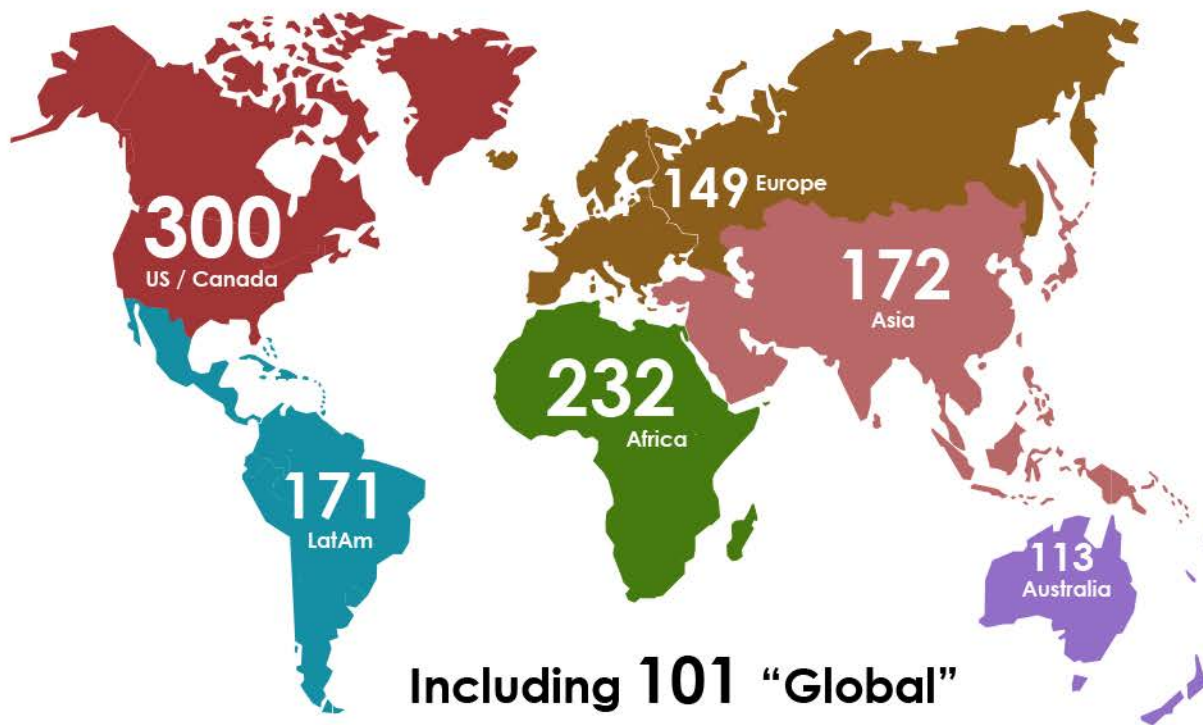 149 Europe
300
US / Canada
172
Asia
232
Africa
171
LatAm
113
Australia
Including 101 “Global”